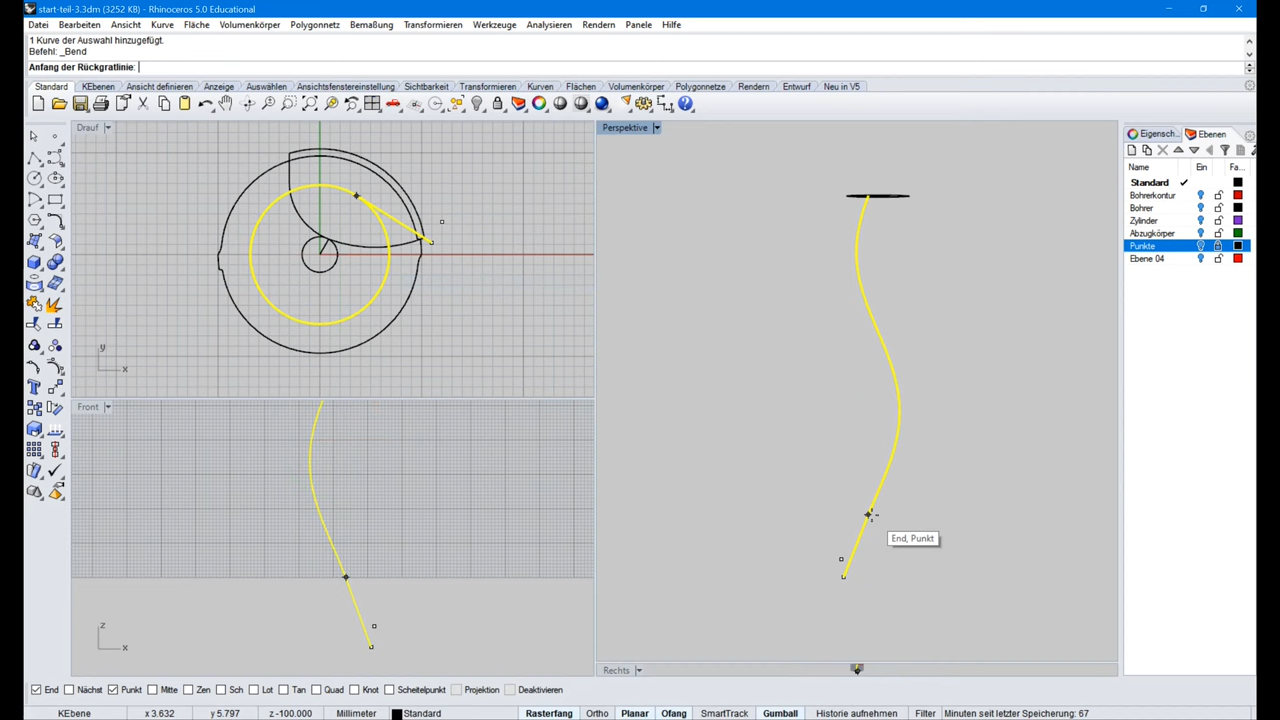 start-teil-3.3dm (3252 KB) - Rhinoceros 5.0 Educational
Datei Bearbeiten Ansicht Kurve Fläche Volumenkörper Polygonnetz Bemaßung Transformieren Werkzeuge Analysieren Rendern Panele Hilfe
1 Kurve der Auswahl hinzugefügt.
Befehl: _Bend
Anfang der Rückgratlinie:
Standard KEbenen Ansicht definieren Anzeige Auswählen Ansichtsfenstereinstellung Sichtbarkeit Transformieren Kurven Flächen Volumenkörper Polygonnetze Rendern Entwurf Neu in V5
Drauf
Perspektive
Eigensch... Ebenen
Name Ein Fa...
Standard
Bohrerkontur
Bohrer
Zylinder
Abzugkörper
Punkte
Ebene 04
y
x
Front
End, Punkt
z
x
Rechts
End Nächst Punkt Mitte Zen Sch Lot Tan Quad Knot Scheitelpunkt Projektion Deaktivieren
KEbene x 3.632 y 5.797 z -100.000 Millimeter Standard Rasterfang Ortho Planar Ofang SmartTrack Gumball Historie aufnehmen Filter Minuten seit letzter Speicherung: 67